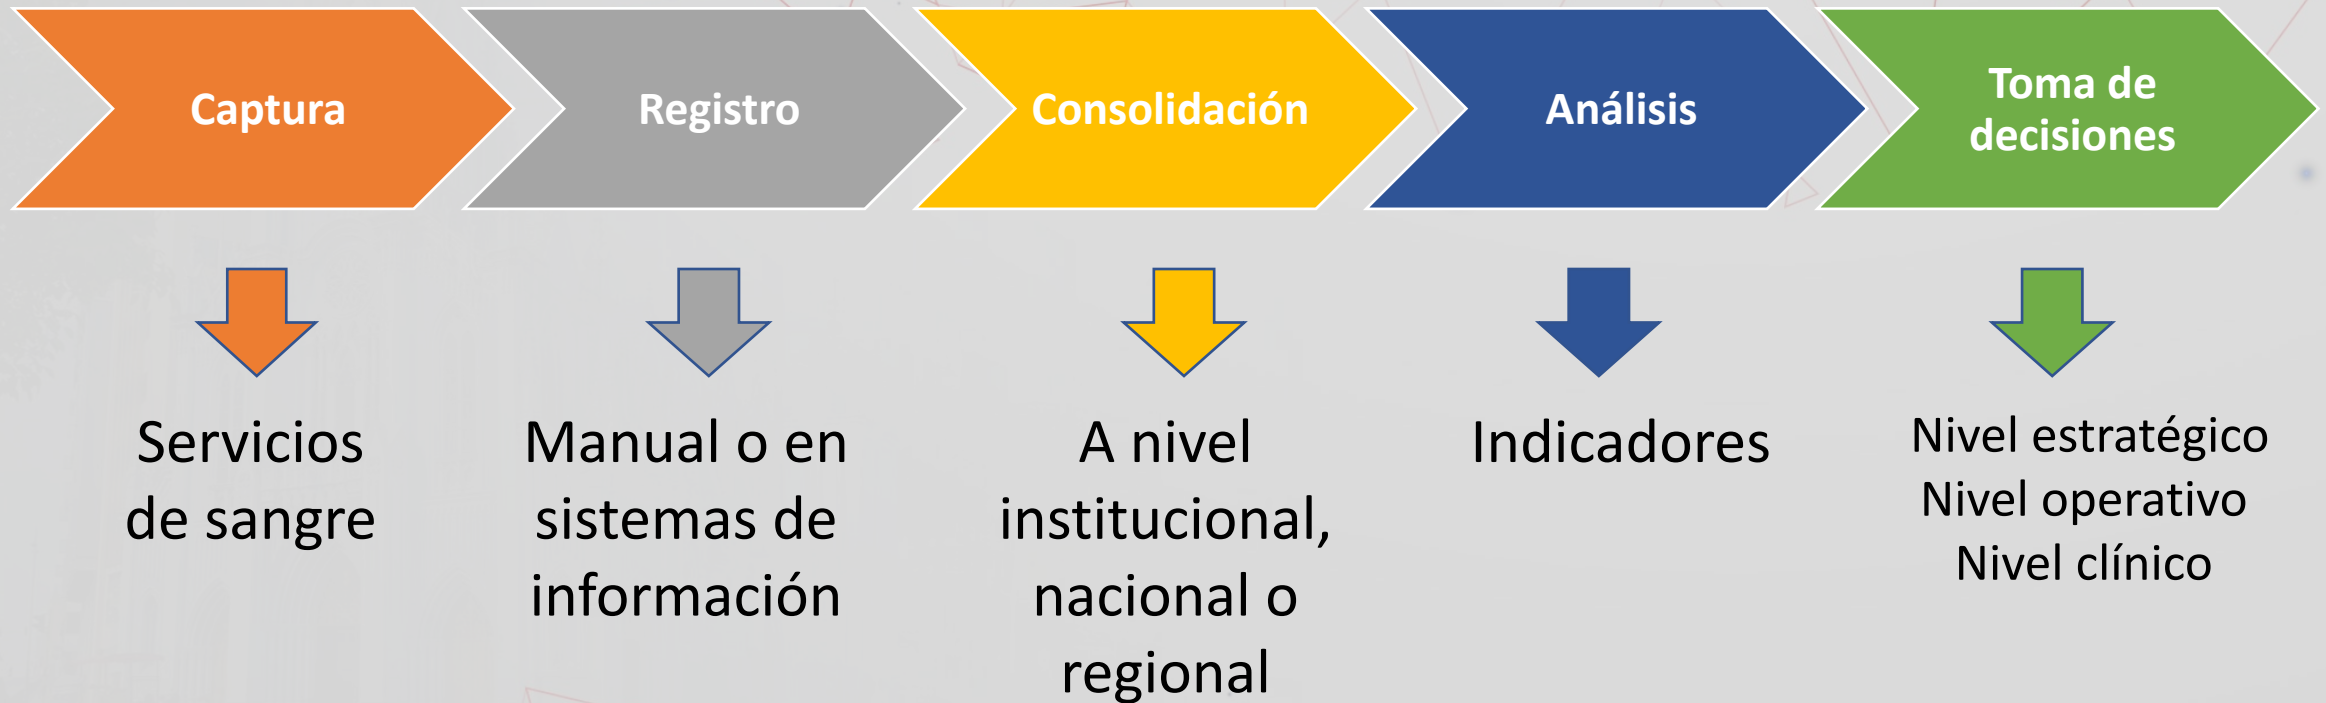 Captura
Registro
Consolidación
Análisis
Toma de
decisiones
Servicios
de sangre
Manual o en
sistemas de
información
A nivel
institucional,
nacional o
regional
Indicadores
Nivel estratégico
Nivel operativo
Nivel clínico